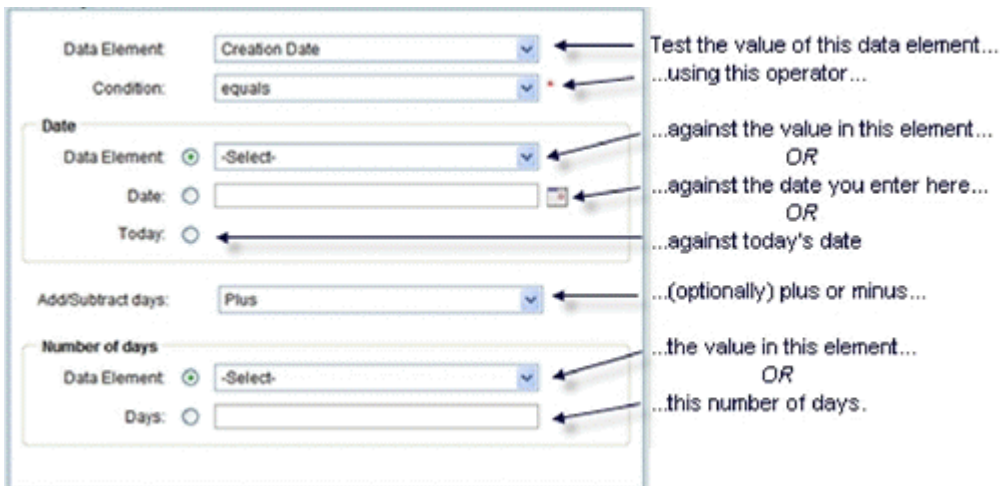 Data Element: Creation Date Test the value of this data element...
Condition: equals * ...using this operator...
Date
Data Element: -Select- ...against the value in this element...
OR
Date: ...against the date you enter here...
OR
Today: ...against today's date
Add/Subtract days: Plus ...(optionally) plus or minus...
Number of days
Data Element: -Select- ...the value in this element...
OR
Days: ...this number of days.